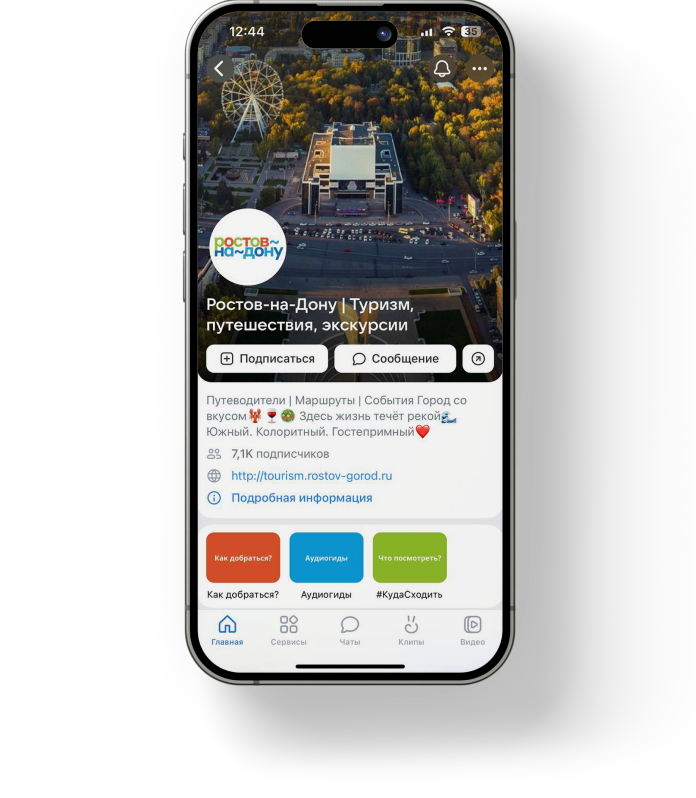 12:44
35
ростов~
на~дону
Ростов-на-Дону | Туризм,
путешествия, экскурсии
Подписаться
Сообщение
Путеводители | Маршруты | События Город со
вкусом🦞🍷🥗 Здесь жизнь течёт рекой🌊
Южный. Колоритный. Гостепримный❤️
7,1K подписчиков
http://tourism.rostov-gorod.ru
Подробная информация
Как добраться?
Аудиогиды
Что посмотреть?
Как добраться?
Аудиогиды
#КудаСходить
Главная
Сервисы
Чаты
Клипы
Видео